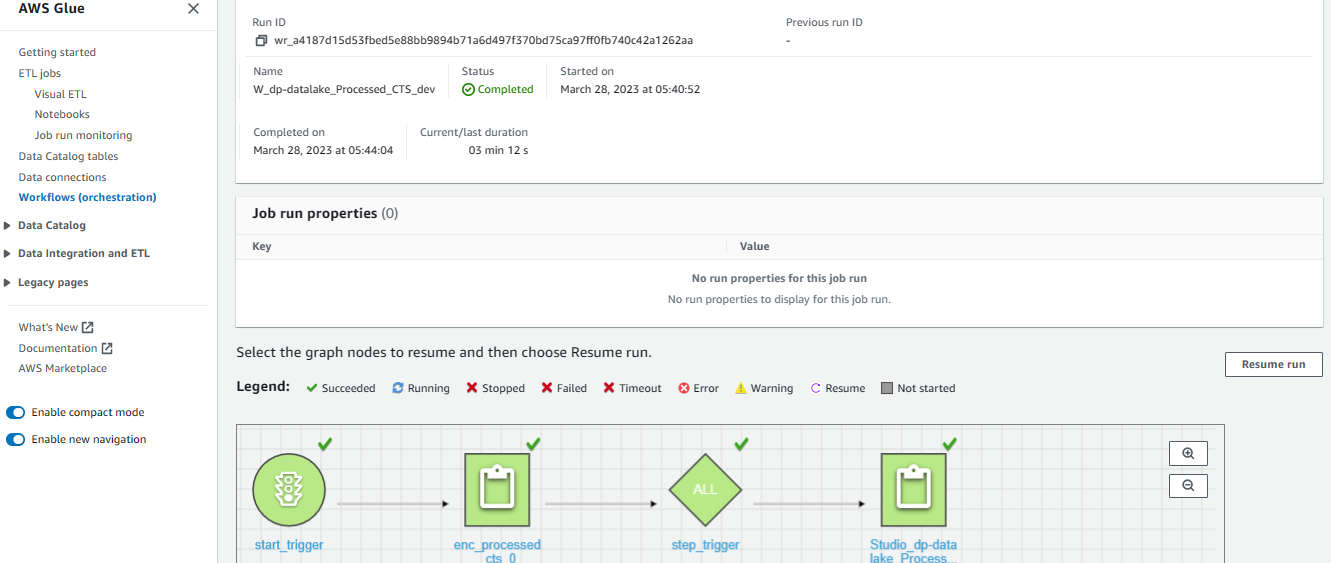 AWS Glue
Getting started
ETL jobs
Visual ETL
Notebooks
Job run monitoring
Data Catalog tables
Data connections
Workflows (orchestration)
Data Catalog
Data Integration and ETL
Legacy pages
What's New
Documentation
AWS Marketplace
Enable compact mode
Enable new navigation
Run ID
Previous run ID
wr_a4187d15d53fbed5e88bb9894b71a6d497f370bd75ca97ff0fb740c42a1262aa
-
Name
Status
Started on
W_dp-datalake_Processed_CTS_dev
Completed
March 28, 2023 at 05:40:52
Completed on
Current/last duration
March 28, 2023 at 05:44:04
03 min 12 s
Job run properties (0)
Key
Value
No run properties for this job run
No run properties to display for this job run.
Select the graph nodes to resume and then choose Resume run.
Resume run
Legend:
Succeeded
Running
Stopped
Failed
Timeout
Error
Warning
Resume
Not started
ALL
start_trigger
enc_processed
cts_0
step_trigger
Studio_dp-data
lake_Process...